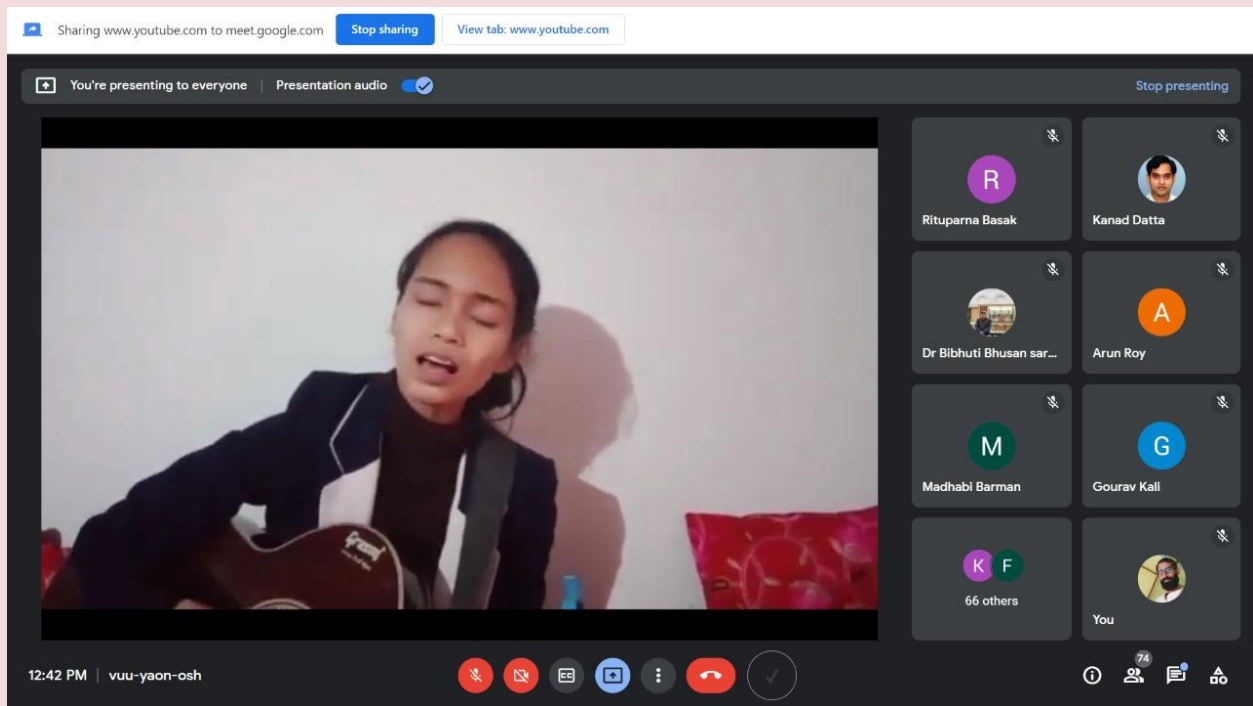 Sharing www.youtube.com to meet.google.com Stop sharing View tab: www.youtube.com
You're presenting to everyone Presentation audio Stop presenting
R
Rituparna Basak
Kanad Datta
Dr Bibhuti Bhusan sar...
A
Arun Roy
M
Madhabi Barman
G
Gourav Kali
K F
66 others
You
12:42 PM | vuu-yaon-osh
CC
74